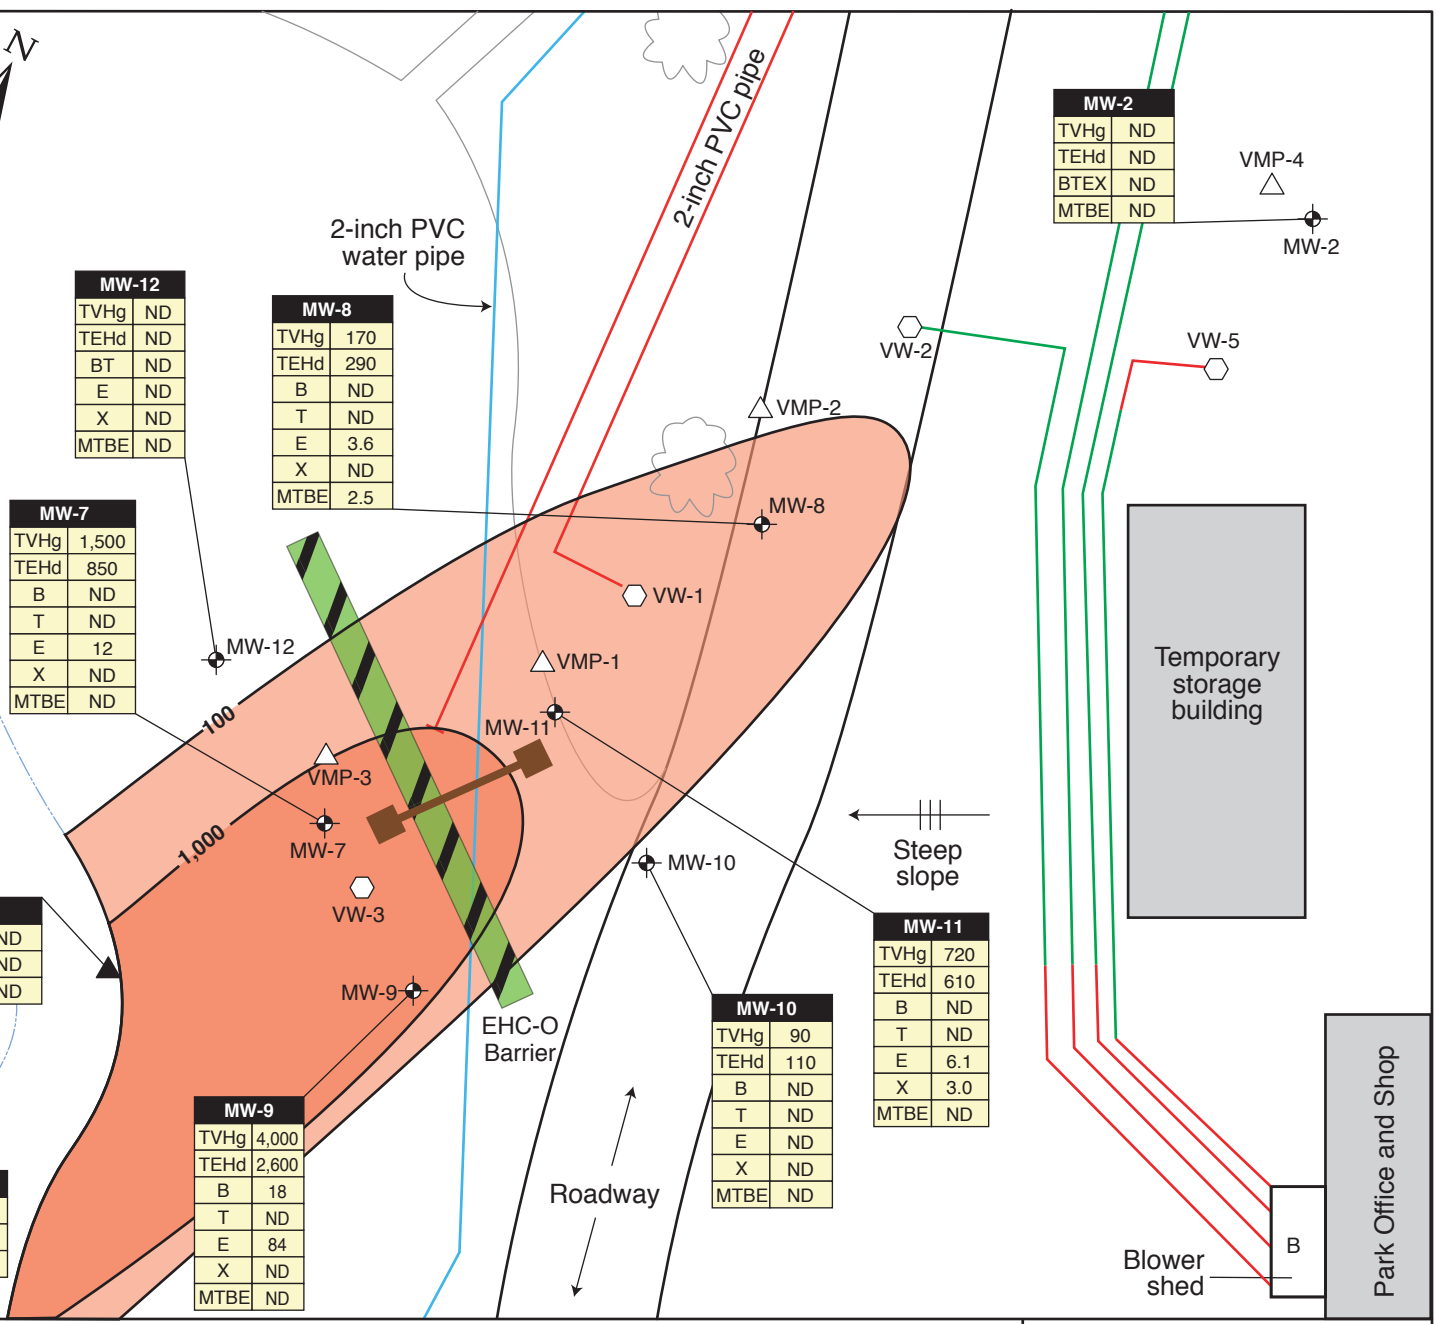 N
2-inch PVC pipe
MW-2
TVHg ND
TEHd ND
BTEX ND
MTBE ND
VMP-4
MW-2
2-inch PVC
water pipe
MW-12
TVHg ND
TEHd ND
BT ND
E ND
X ND
MTBE ND
MW-8
TVHg 170
TEHd 290
B ND
T ND
E 3.6
X ND
MTBE 2.5
VW-2
VW-5
VMP-2
MW-7
TVHg 1,500
TEHd 850
B ND
T ND
E 12
X ND
MTBE ND
MW-8
VW-1
MW-12
VMP-1
100
MW-11
VMP-3
1,000
MW-7
VW-3
MW-10
Temporary
storage
building
Steep
slope
ND
ND
ND
MW-9
EHC-O
Barrier
MW-11
TVHg 720
TEHd 610
B ND
T ND
E 6.1
X 3.0
MTBE ND
MW-10
TVHg 90
TEHd 110
B ND
T ND
E ND
X ND
MTBE ND
MW-9
TVHg 4,000
TEHd 2,600
B 18
T ND
E 84
X ND
MTBE ND
Roadway
Blower
shed
B
Park Office and Shop